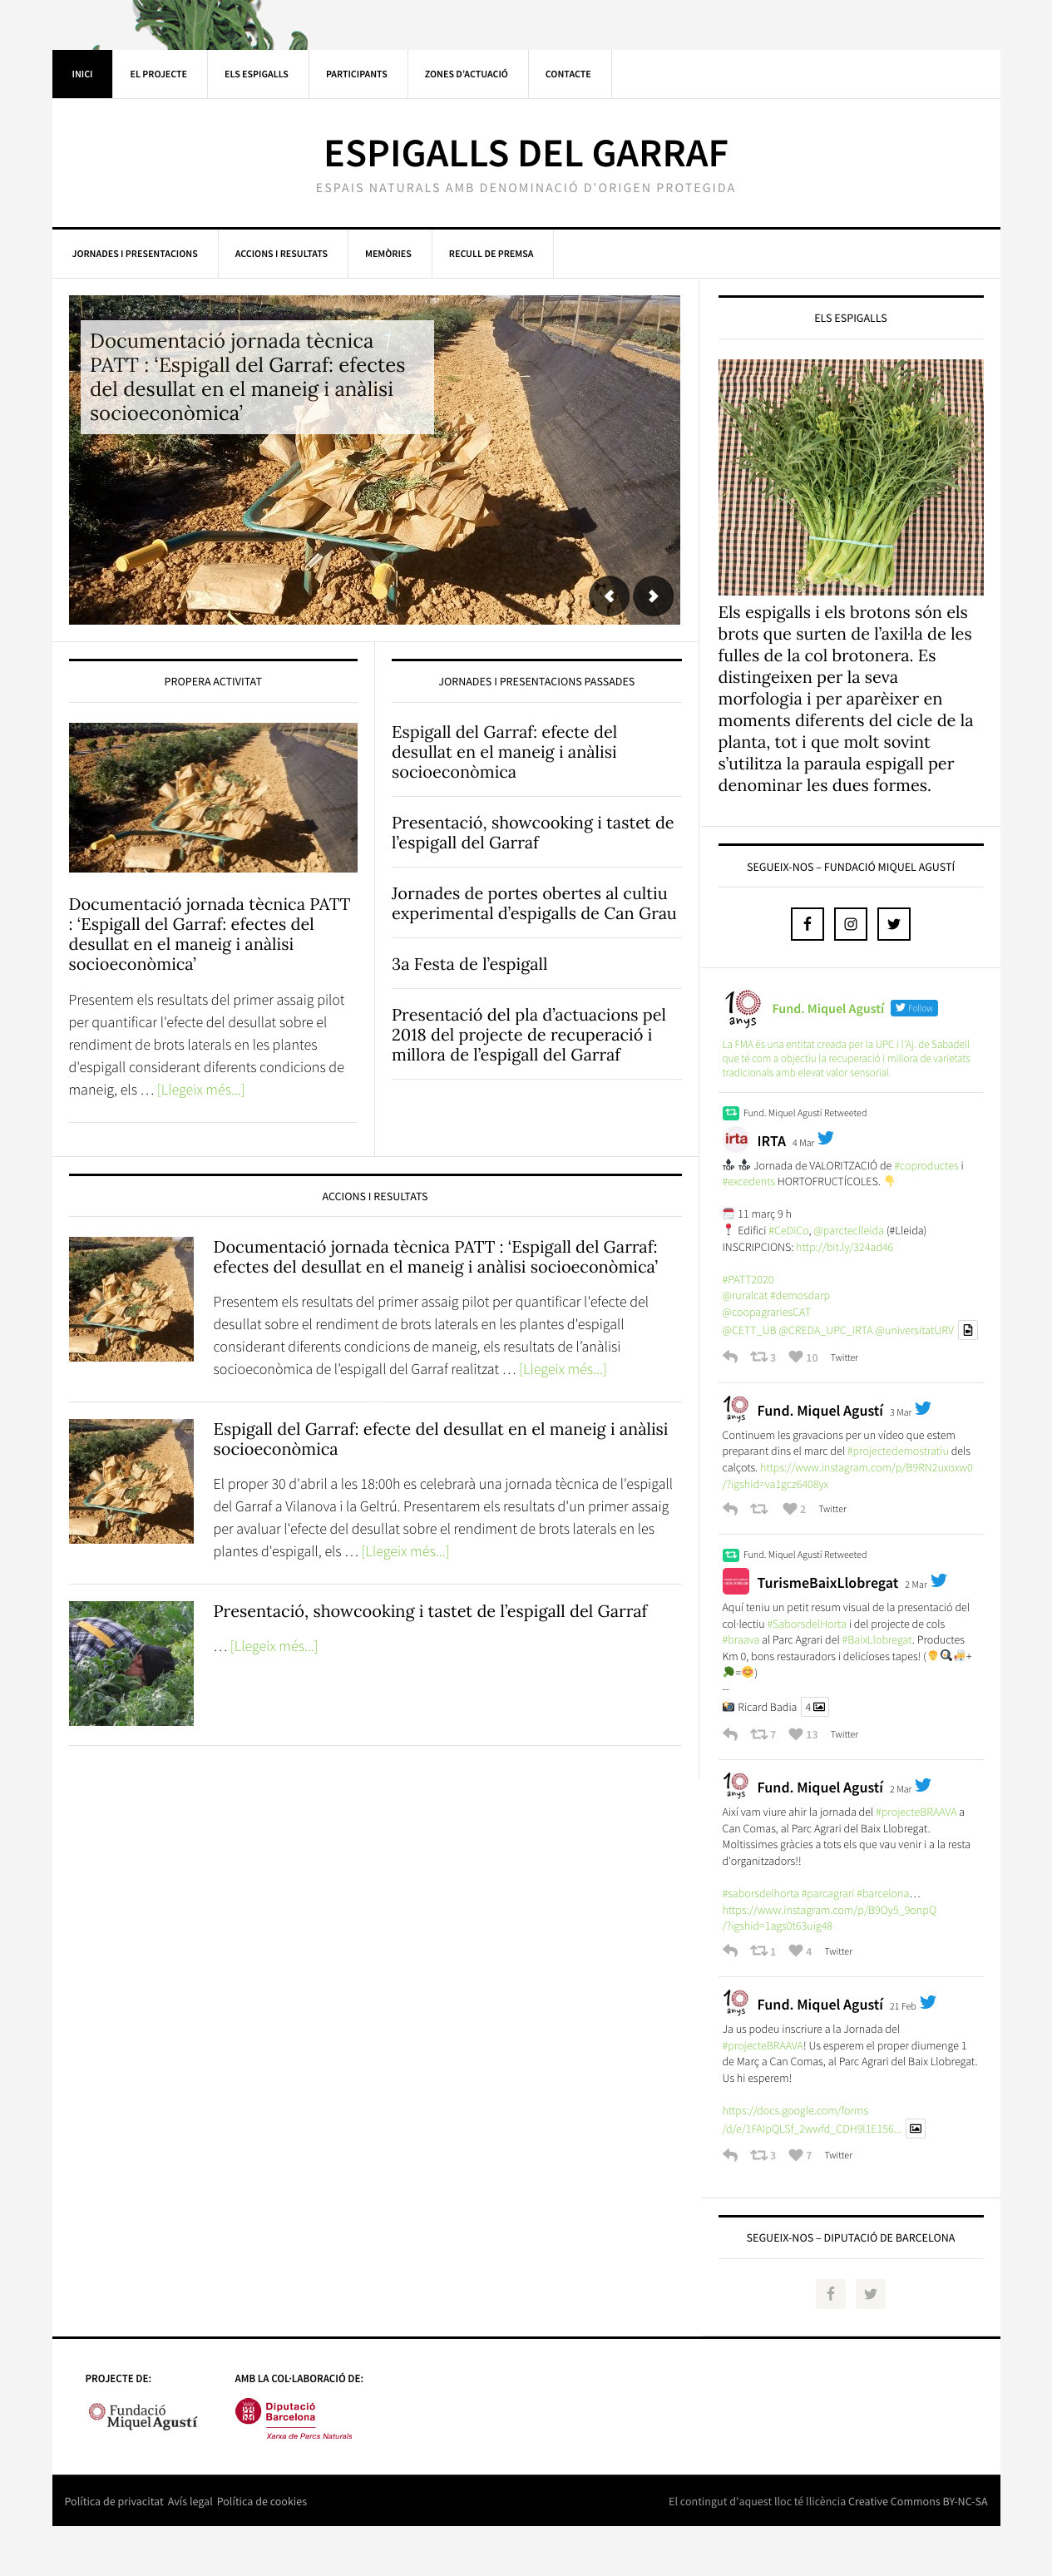 INICI
EL PROJECTE
ELS ESPIGALLS
PARTICIPANTS
ZONES D'ACTUACIÓ
CONTACTE
ESPIGALLS DEL GARRAF
ESPAIS NATURALS AMB DENOMINACIÓ D'ORIGEN PROTEGIDA
JORNADES I PRESENTACIONS
ACCIONS I RESULTATS
MEMÒRIES
RECULL DE PREMSA
Documentació jornada tècnica
PATT : ‘Espigall del Garraf: efectes
del desullat en el maneig i anàlisi
socioeconòmica’
PROPERA ACTIVITAT
Documentació jornada tècnica PATT
: ‘Espigall del Garraf: efectes del
desullat en el maneig i anàlisi
socioeconòmica’
Presentem els resultats del primer assaig pilot
per quantificar l'efecte del desullat sobre el
rendiment de brots laterals en les plantes
d'espigall considerant diferents condicions de
maneig, els … [Llegeix més...]
JORNADES I PRESENTACIONS PASSADES
Espigall del Garraf: efecte del
desullat en el maneig i anàlisi
socioeconòmica
Presentació, showcooking i tastet de
l’espigall del Garraf
Jornades de portes obertes al cultiu
experimental d’espigalls de Can Grau
3a Festa de l’espigall
Presentació del pla d’actuacions pel
2018 del projecte de recuperació i
millora de l’espigall del Garraf
ACCIONS I RESULTATS
Documentació jornada tècnica PATT : ‘Espigall del Garraf:
efectes del desullat en el maneig i anàlisi socioeconòmica’
Presentem els resultats del primer assaig pilot per quantificar l'efecte del
desullat sobre el rendiment de brots laterals en les plantes d'espigall
considerant diferents condicions de maneig, els resultats de l’anàlisi
socioeconòmica de l’espigall del Garraf realitzat … [Llegeix més...]
Espigall del Garraf: efecte del desullat en el maneig i anàlisi
socioeconòmica
El proper 30 d'abril a les 18:00h es celebrarà una jornada tècnica de l'espigall
del Garraf a Vilanova i la Geltrú. Presentarem els resultats d'un primer assaig
per avaluar l'efecte del desullat sobre el rendiment de brots laterals en les
plantes d'espigall, els … [Llegeix més...]
Presentació, showcooking i tastet de l’espigall del Garraf
… [Llegeix més...]
ELS ESPIGALLS
Els espigalls i els brotons són els
brots que surten de l’axil·la de les
fulles de la col brotonera. Es
distingeixen per la seva
morfologia i per aparèixer en
moments diferents del cicle de la
planta, tot i que molt sovint
s’utilitza la paraula espigall per
denominar les dues formes.
SEGUEIX-NOS – FUNDACIÓ MIQUEL AGUSTÍ
10 anys
Fund. Miquel Agustí
Follow
La FMA és una entitat creada per la UPC i l'Aj. de Sabadell
que té com a objectiu la recuperació i millora de varietats
tradicionals amb elevat valor sensorial
Fund. Miquel Agustí Retweeted
irta
IRTA 4 Mar
TOP TOP Jornada de VALORITZACIÓ de #coproductes i
#excedents HORTOFRUCTÍCOLES.
11 març 9 h
Edifici #CeDiCo, @parcteclleida (#Lleida)
INSCRIPCIONS: http://bit.ly/324ad46
#PATT2020
@ruralcat #demosdarp
@coopagrariesCAT
@CETT_UB @CREDA_UPC_IRTA @universitatURV
3 10 Twitter
10 anys
Fund. Miquel Agustí 3 Mar
Continuem les gravacions per un vídeo que estem
preparant dins el marc del #projectedemostratiu dels
calçots. https://www.instagram.com/p/B9RN2uxoxw0
/?igshid=va1gcz6408yx
2 Twitter
Fund. Miquel Agustí Retweeted
TurismeBaixLlobregat 2 Mar
Aquí teniu un petit resum visual de la presentació del
col·lectiu #SaborsdelHorta i del projecte de cols
#braava al Parc Agrari del #BaixLlobregat. Productes
Km 0, bons restauradors i delicioses tapes! ( +
= )
--
Ricard Badia 4
7 13 Twitter
10 anys
Fund. Miquel Agustí 2 Mar
Així vam viure ahir la jornada del #projecteBRAAVA a
Can Comas, al Parc Agrari del Baix Llobregat.
Moltissimes gràcies a tots els que vau venir i a la resta
d'organitzadors!!
#saborsdelhorta #parcagrari #barcelona…
https://www.instagram.com/p/B9Oy5_9onpQ
/?igshid=1ags0t63uig48
1 4 Twitter
10 anys
Fund. Miquel Agustí 21 Feb
Ja us podeu inscriure a la Jornada del
#projecteBRAAVA! Us esperem el proper diumenge 1
de Març a Can Comas, al Parc Agrari del Baix Llobregat.
Us hi esperem!
https://docs.google.com/forms
/d/e/1FAIpQLSf_2wwfd_CDH9l1E156...
3 7 Twitter
SEGUEIX-NOS – DIPUTACIÓ DE BARCELONA
PROJECTE DE:
Fundació
Miquel Agustí
AMB LA COL·LABORACIÓ DE:
Diputació
Barcelona
Xarxa de Parcs Naturals
Política de privacitat Avís legal Política de cookies
El contingut d'aquest lloc té llicència Creative Commons BY-NC-SA